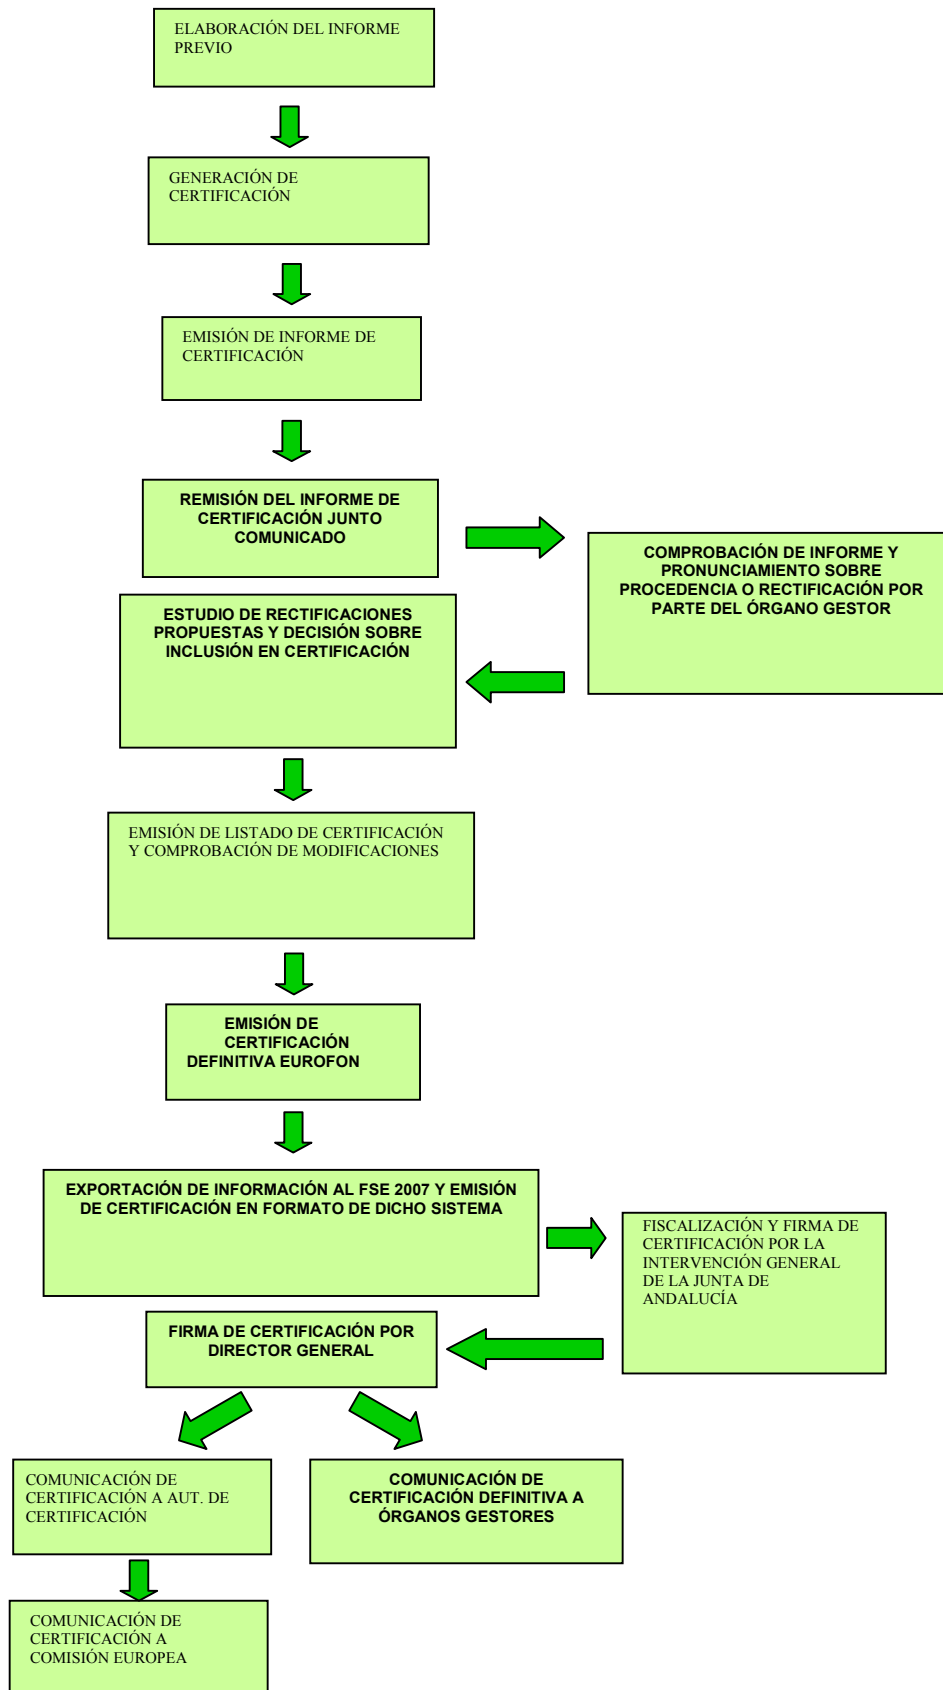 ELABORACIÓN DEL INFORME
PREVIO
GENERACIÓN DE
CERTIFICACIÓN
EMISIÓN DE INFORME DE
CERTIFICACIÓN
REMISIÓN DEL INFORME DE
CERTIFICACIÓN JUNTO
COMUNICADO
COMPROBACIÓN DE INFORME Y
PRONUNCIAMIENTO SOBRE
PROCEDENCIA O RECTIFICACIÓN POR
PARTE DEL ÓRGANO GESTOR
ESTUDIO DE RECTIFICACIONES
PROPUESTAS Y DECISIÓN SOBRE
INCLUSIÓN EN CERTIFICACIÓN
EMISIÓN DE LISTADO DE CERTIFICACIÓN
Y COMPROBACIÓN DE MODIFICACIONES
EMISIÓN DE
CERTIFICACIÓN
DEFINITIVA EUROFON
EXPORTACIÓN DE INFORMACIÓN AL FSE 2007 Y EMISIÓN
DE CERTIFICACIÓN EN FORMATO DE DICHO SISTEMA
FISCALIZACIÓN Y FIRMA DE
CERTIFICACIÓN POR LA
INTERVENCIÓN GENERAL
DE LA JUNTA DE
ANDALUCÍA
FIRMA DE CERTIFICACIÓN POR
DIRECTOR GENERAL
COMUNICACIÓN DE
CERTIFICACIÓN A AUT. DE
CERTIFICACIÓN
COMUNICACIÓN DE
CERTIFICACIÓN DEFINITIVA A
ÓRGANOS GESTORES
COMUNICACIÓN DE
CERTIFICACIÓN A
COMISIÓN EUROPEA